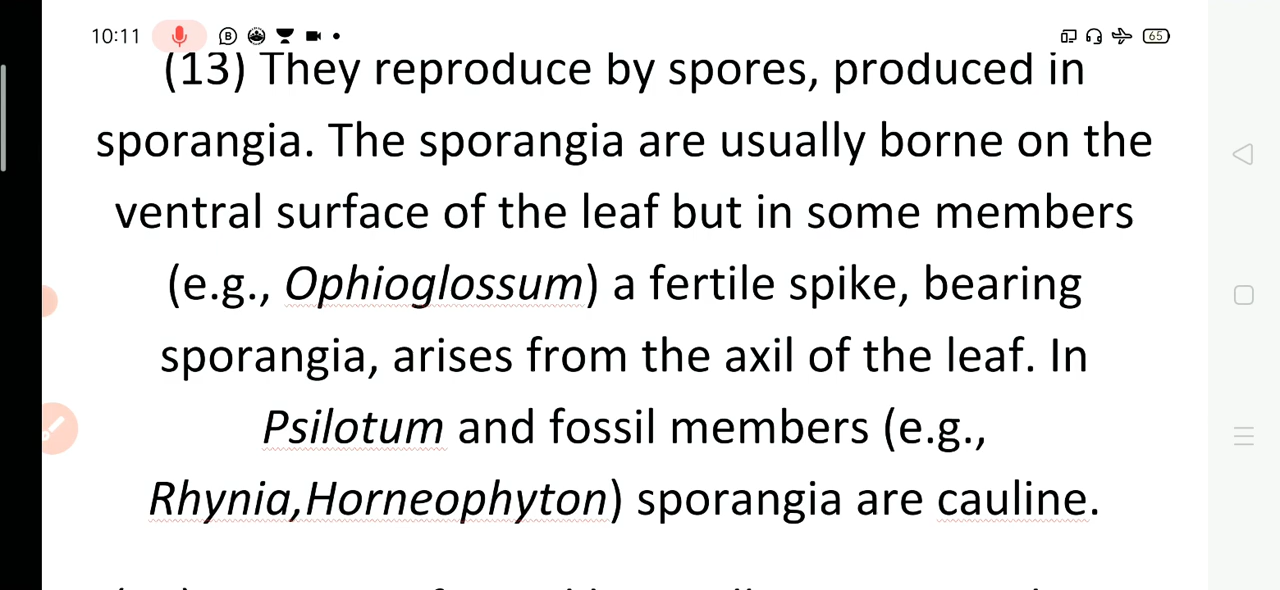 10:11
65
(13) They reproduce by spores, produced in
sporangia. The sporangia are usually borne on the
ventral surface of the leaf but in some members
(e.g., Ophioglossum) a fertile spike, bearing
sporangia, arises from the axil of the leaf. In
Psilotum and fossil members (e.g.,
Rhynia,Horneophyton) sporangia are cauline.